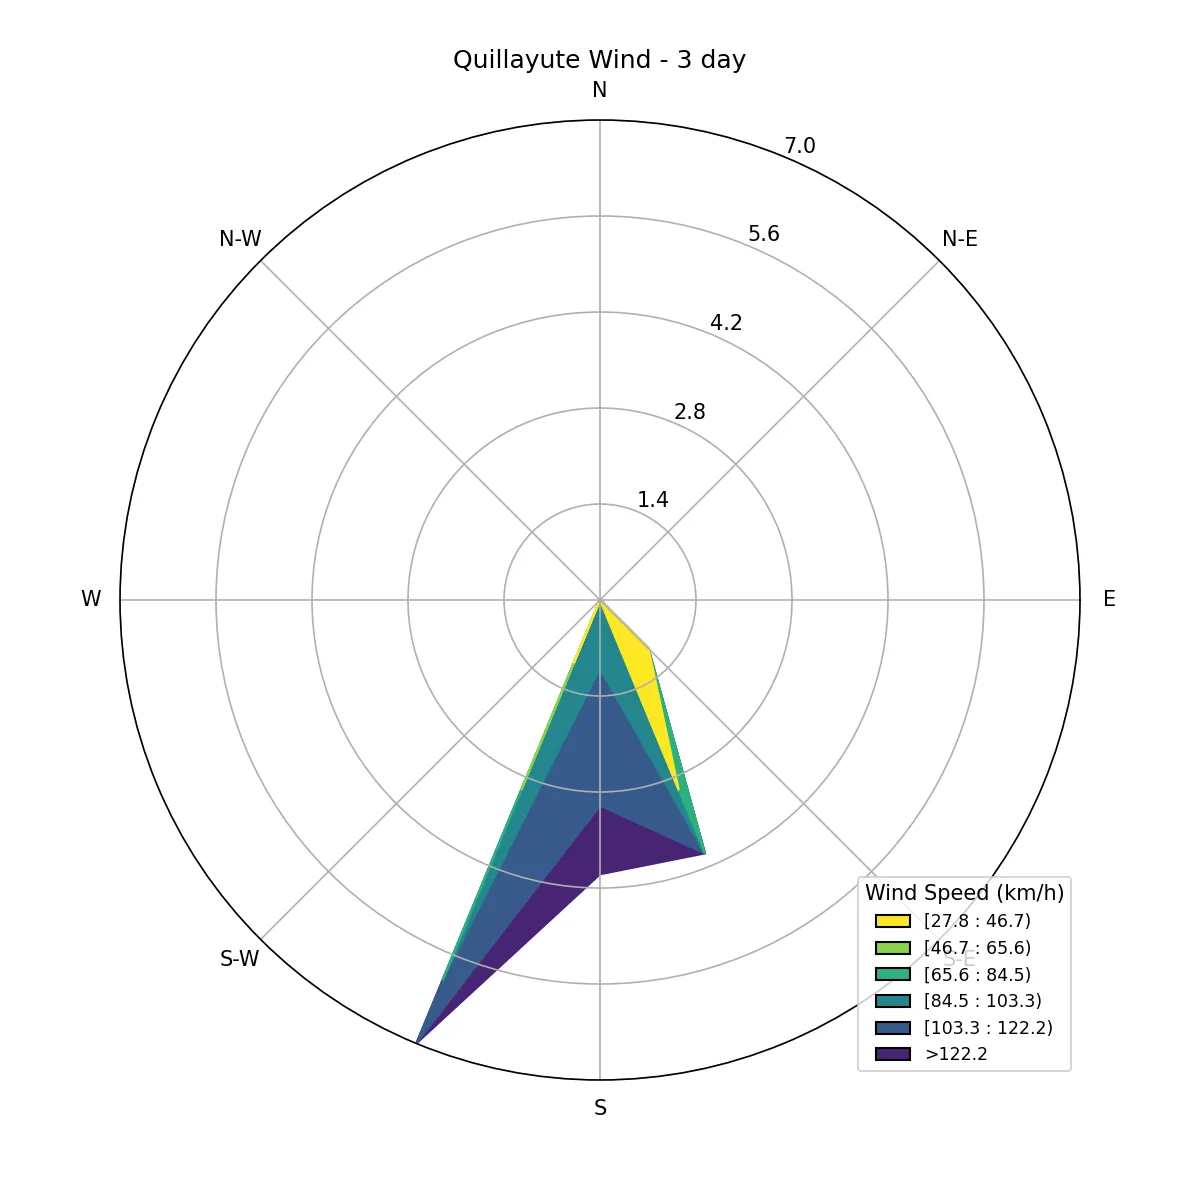 Quillayute Wind - 3 day
N
7.0
N-W
5.6
N-E
4.2
2.8
1.4
W
E
S-W
S-E
S
Wind Speed (km/h)
[27.8 : 46.7)
[46.7 : 65.6)
[65.6 : 84.5)
[84.5 : 103.3)
[103.3 : 122.2)
>122.2